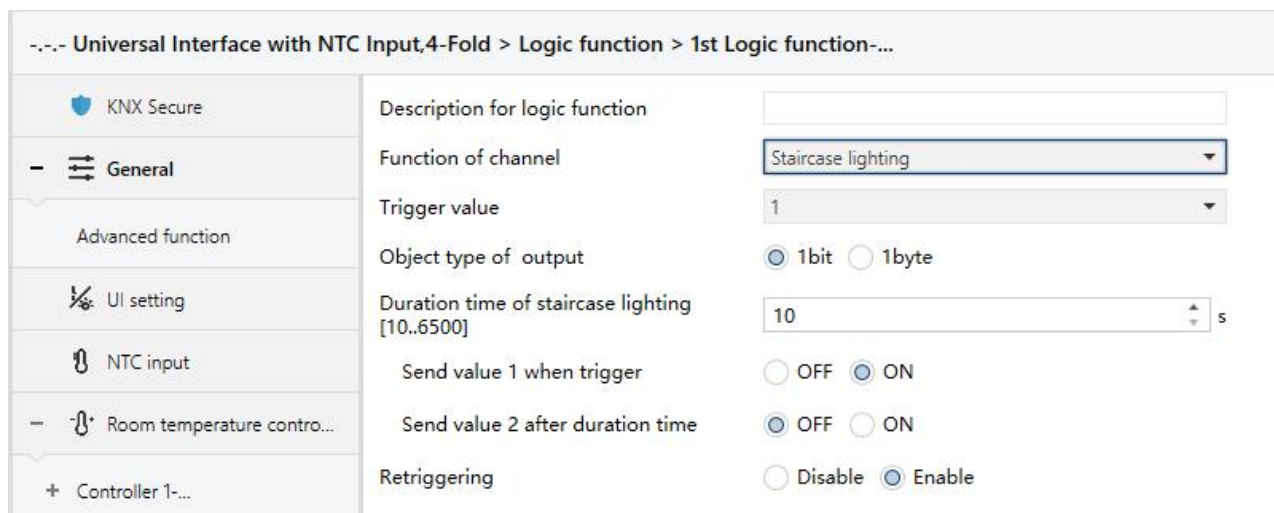 -.-.- Universal Interface with NTC Input,4-Fold > Logic function > 1st Logic function-...
KNX Secure
General
Advanced function
UI setting
NTC input
Room temperature contro...
Controller 1-...
Description for logic function
Function of channel
Staircase lighting
Trigger value
1
Object type of output
1bit
1byte
Duration time of staircase lighting
[10..6500]
10
s
Send value 1 when trigger
OFF
ON
Send value 2 after duration time
OFF
ON
Retriggering
Disable
Enable